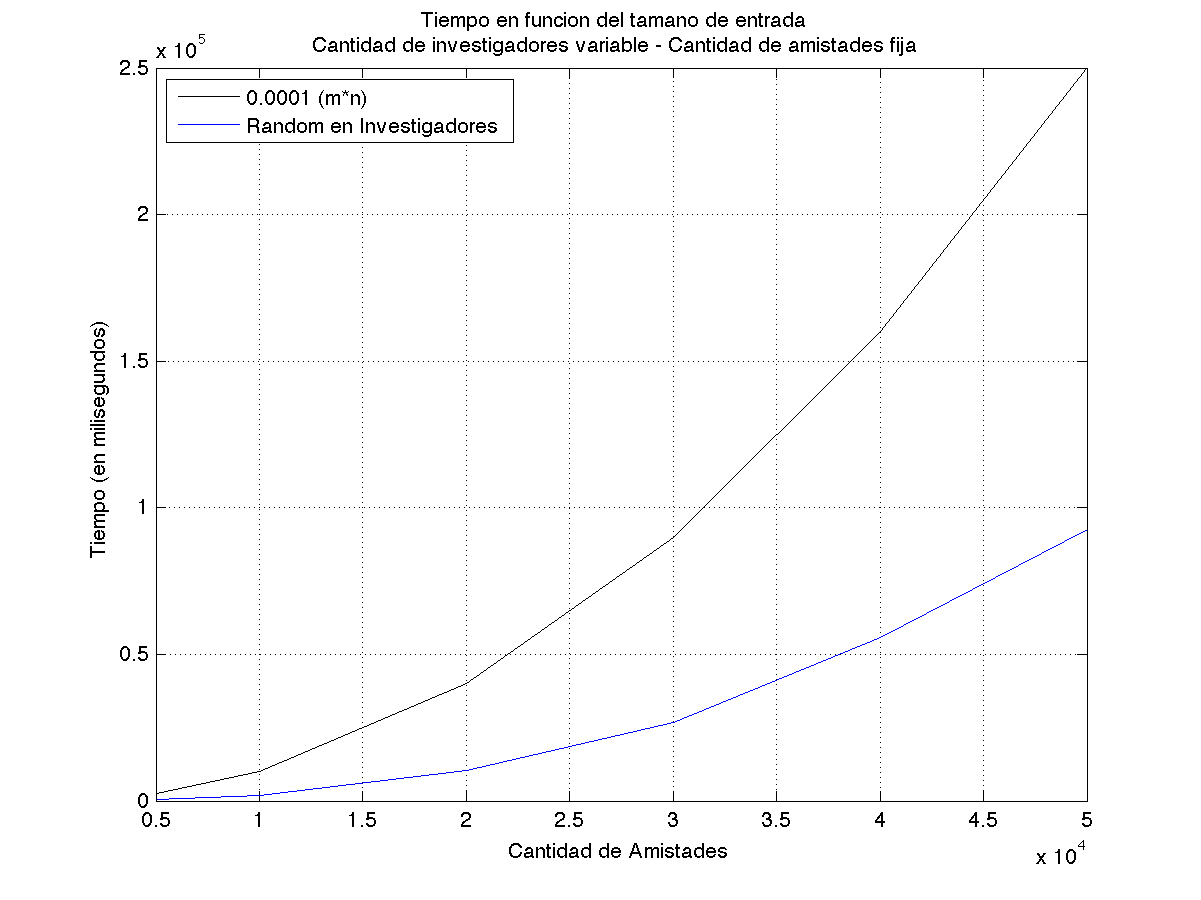 Tiempo en funcion del tamano de entrada
Cantidad de investigadores variable - Cantidad de amistades fija
x 10^5
2.5
2
1.5
1
0.5
0
0.0001 (m*n)
Random en Investigadores
Tiempo (en milisegundos)
0.5 1 1.5 2 2.5 3 3.5 4 4.5 5
Cantidad de Amistades
x 10^4